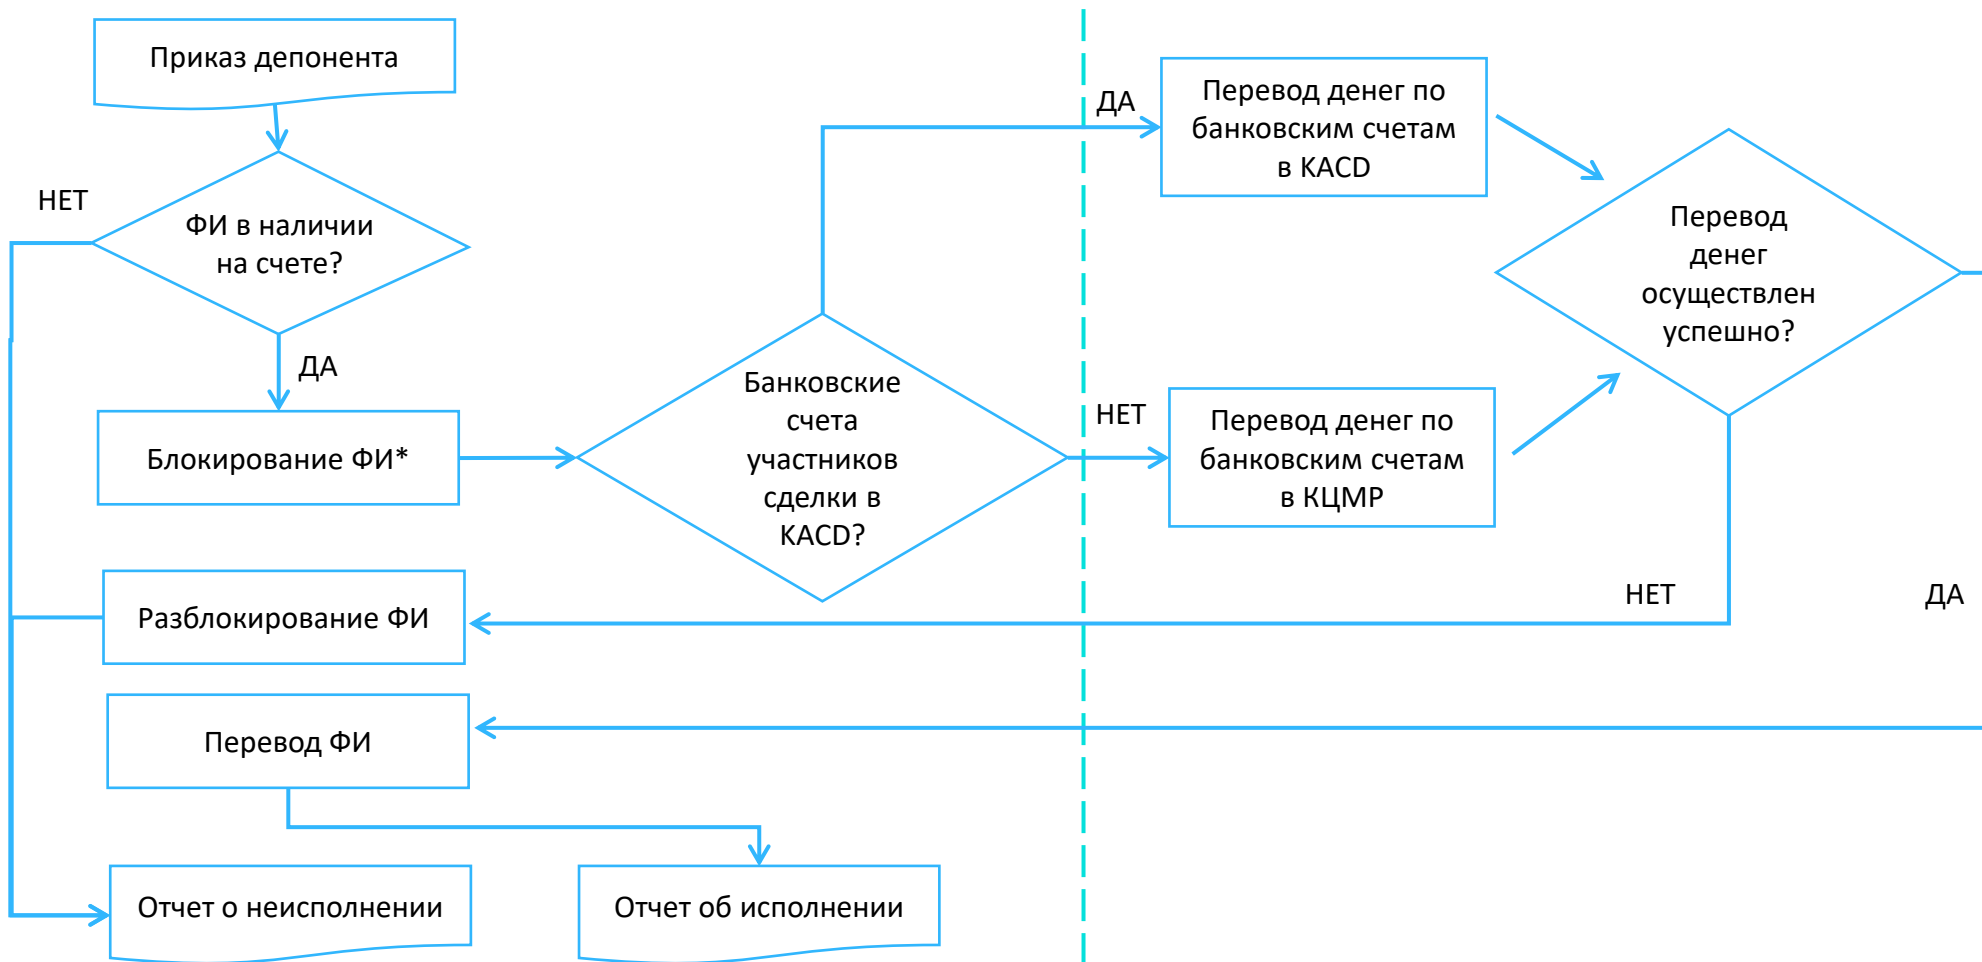 Приказ депонента
НЕТ
ФИ в наличии
на счете?
ДА
Блокирование ФИ*
Банковские
счета
участников
сделки в
KACD?
ДА
Перевод денег по
банковским счетам
в KACD
НЕТ
Перевод денег по
банковским счетам
в КЦМР
Перевод
денег
осуществлен
успешно?
НЕТ
ДА
Разблокирование ФИ
Перевод ФИ
Отчет о неисполнении
Отчет об исполнении